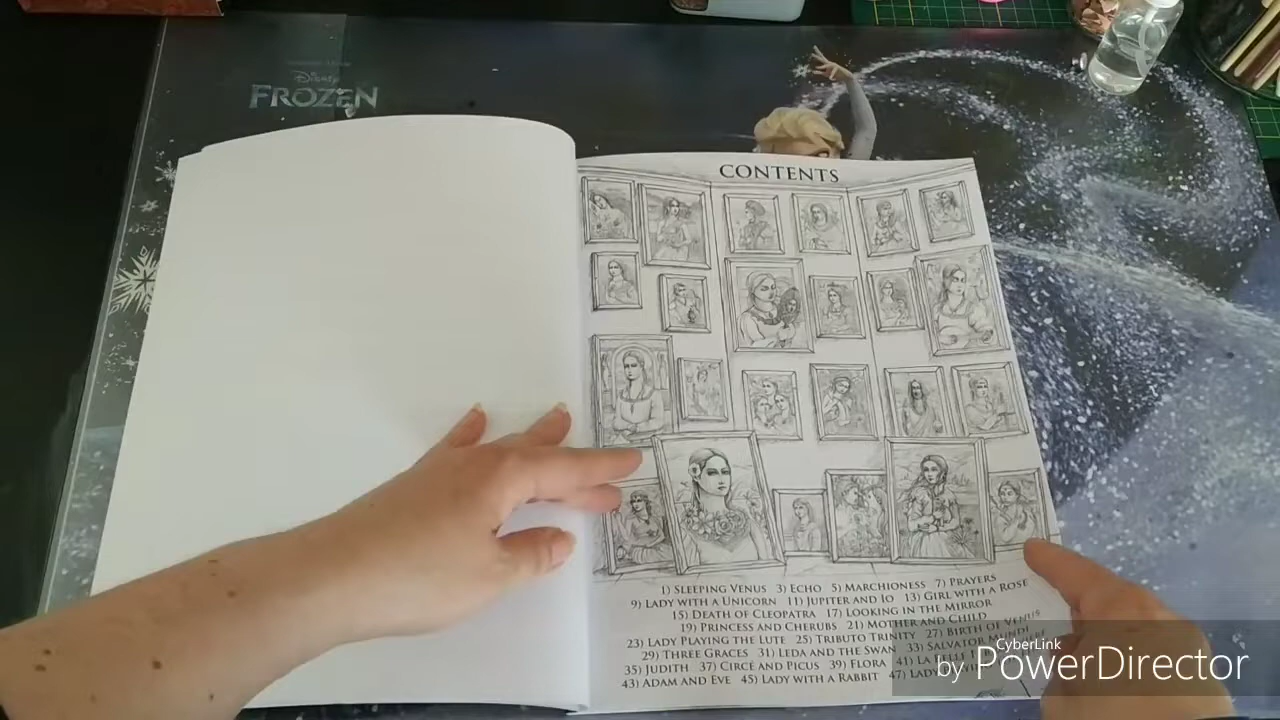 Disney
FROZEN
CONTENTS
1) SLEEPING VENUS 3) ECHO 5) MARCHIONESS 7) PRAYERS
9) LADY WITH A UNICORN 11) JUPITER AND IO 13) GIRL WITH A ROSE
15) DEATH OF CLEOPATRA 17) LOOKING IN THE MIRROR
19) PRINCESS AND CHERUBS 21) MOTHER AND CHILD
23) LADY PLAYING THE LUTE 25) TRIBUTO TRINITY 27) BIRTH OF VENUS
29) THREE GRACES 31) LEDA AND THE SWAN 33) SALVATOR MUNDI
35) JUDITH 37) CIRCE AND PICUS 39) FLORA 41) LA
43) ADAM AND EVE 45) LADY WITH A RABBIT 47) LADY
CyberLink
by PowerDirector